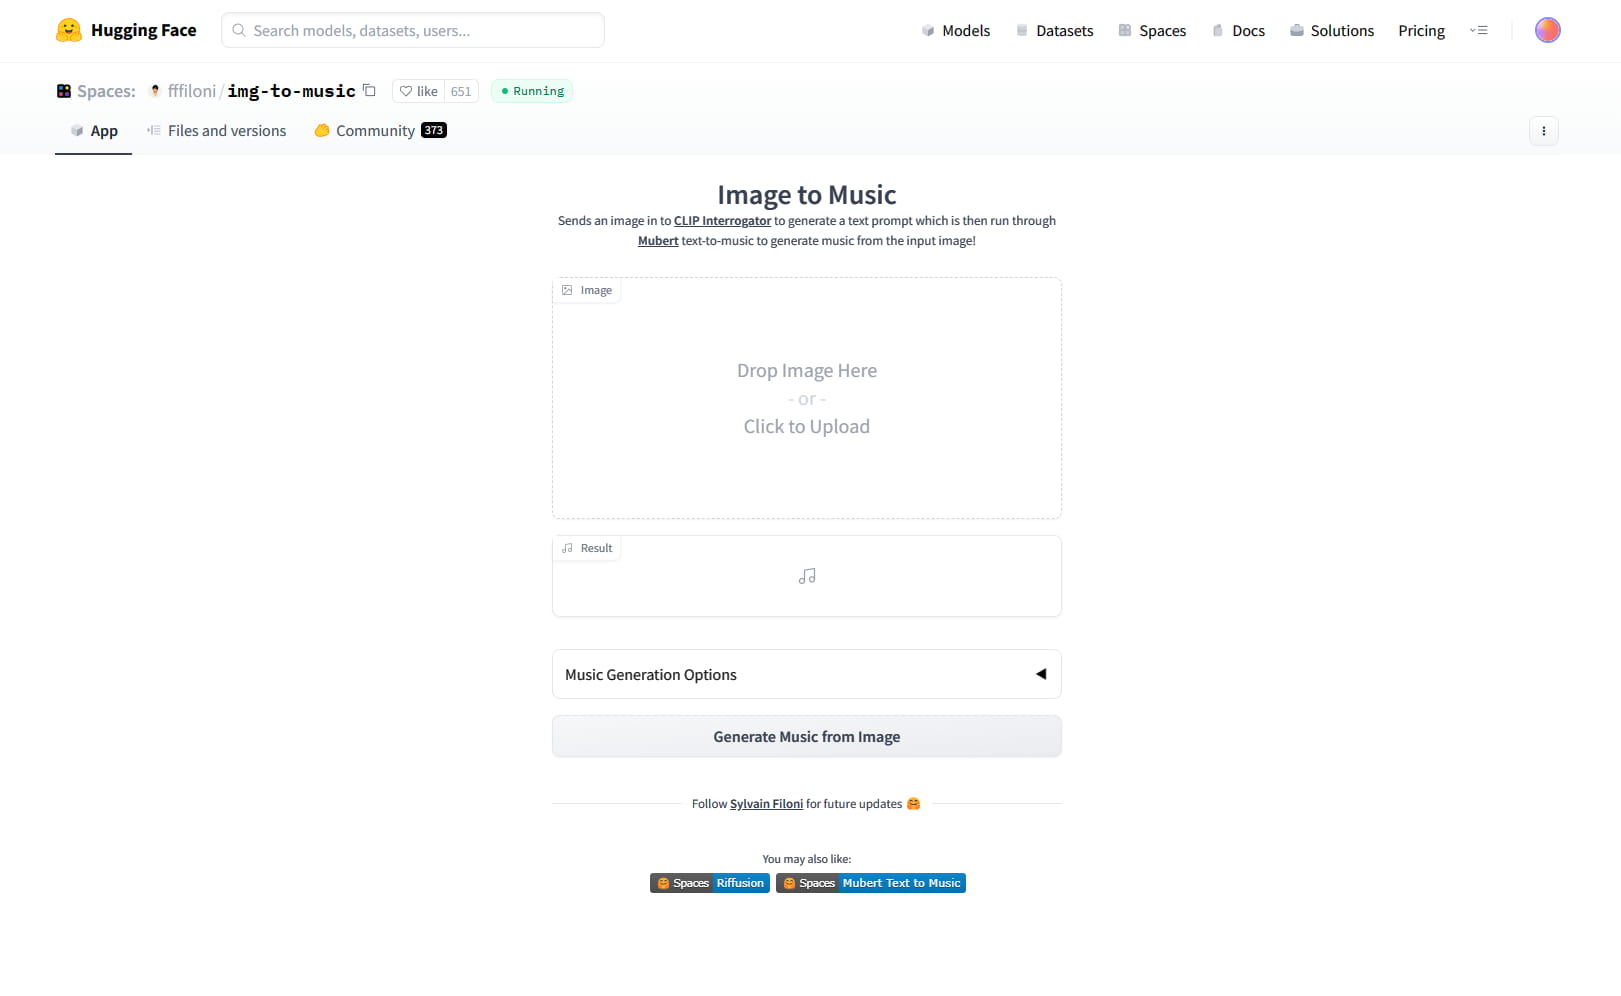 Hugging Face
Search models, datasets, users...
Models
Datasets
Spaces
Docs
Solutions
Pricing
Spaces:
fffiloni/img-to-music
like 651
Running
App
Files and versions
Community 373
Image to Music
Sends an image in to CLIP Interrogator to generate a text prompt which is then run through
Mubert text-to-music to generate music from the input image!
Image
Drop Image Here
- or -
Click to Upload
Result
Music Generation Options
Generate Music from Image
Follow Sylvain Filoni for future updates 🤗
You may also like:
Spaces Riffusion
Spaces Mubert Text to Music